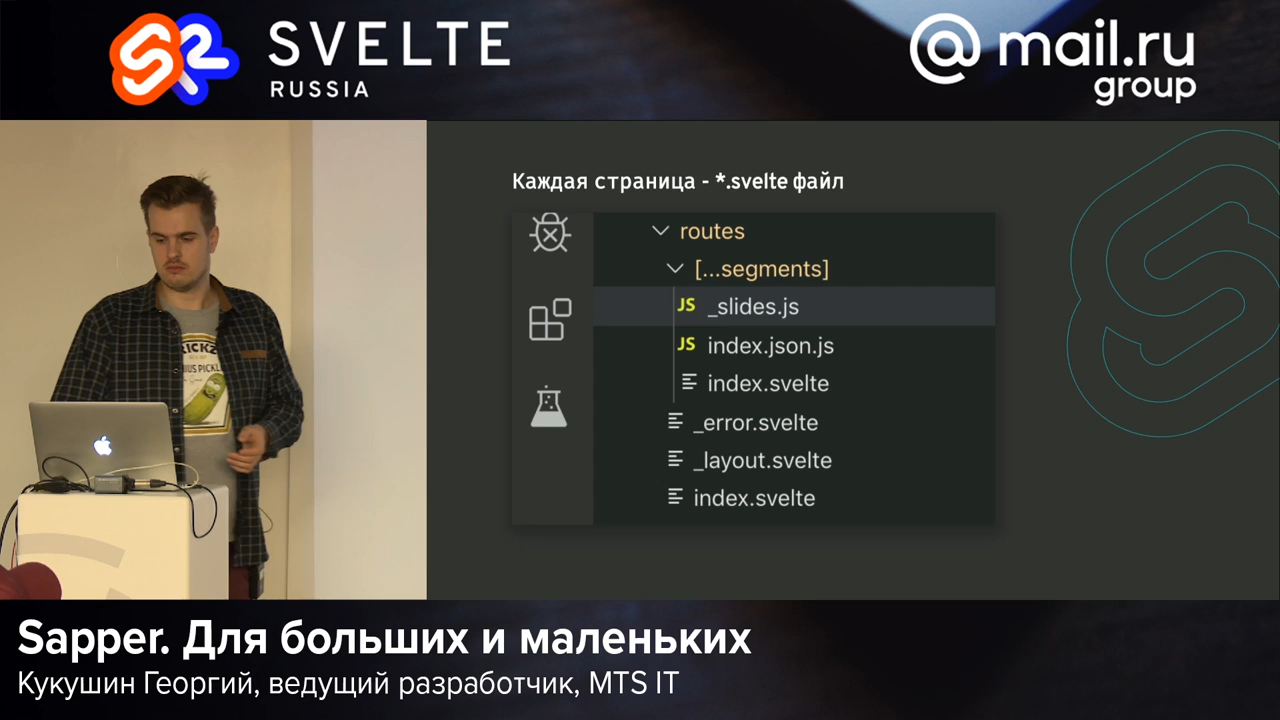 SVELTE
RUSSIA
@mail.ru
group
Каждая страница - *.svelte файл
routes
[...segments]
JS _slides.js
JS index.json.js
index.svelte
_error.svelte
_layout.svelte
index.svelte
Sapper. Для больших и маленьких
Кукушин Георгий, ведущий разработчик, MTS IT